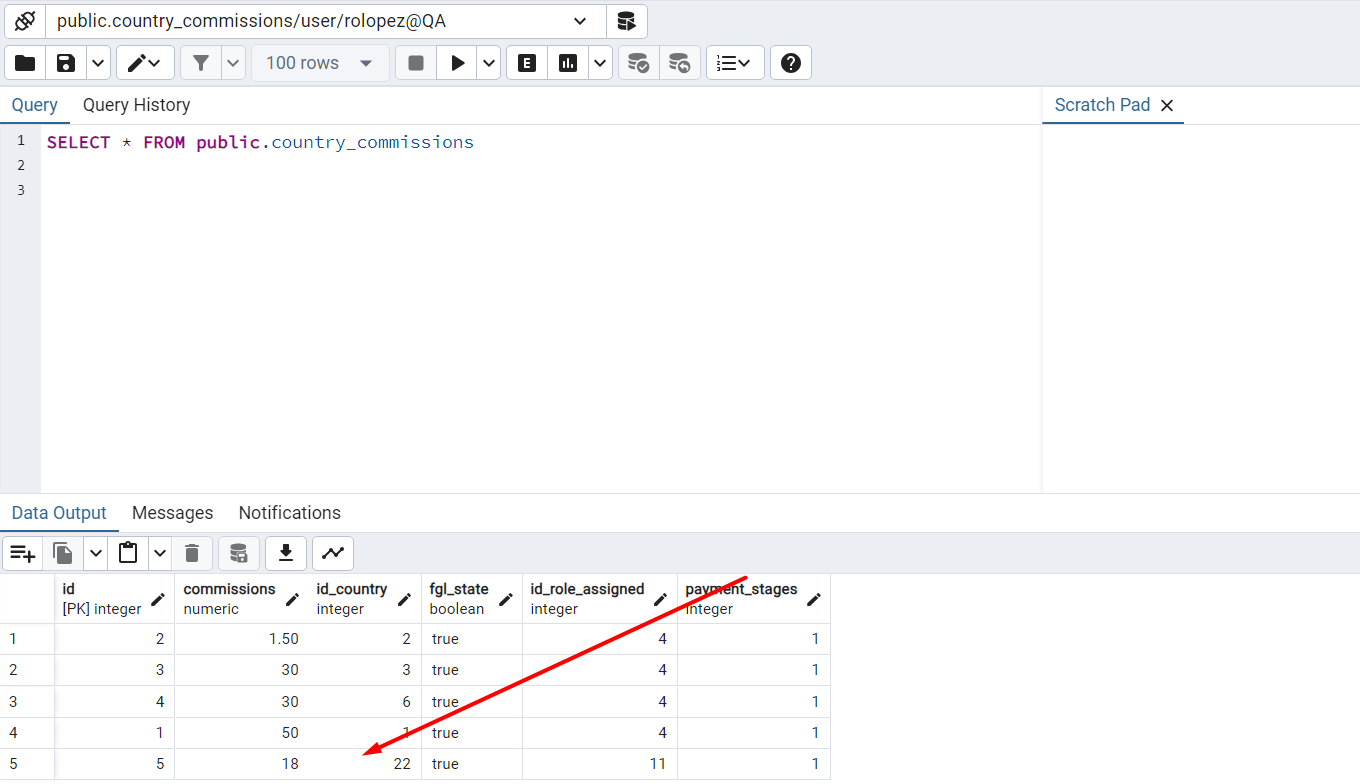 public.country_commissions/user/rolopez@QA
100 rows
E
Query Query History Scratch Pad
1 SELECT * FROM public.country_commissions
2
3
Data Output Messages Notifications
id commissions id_country fgl_state id_role_assigned payment_stages
[PK] integer numeric integer boolean integer integer
1 2 1.50 2 true 4 1
2 3 30 3 true 4 1
3 4 30 6 true 4 1
4 1 50 1 true 4 1
5 5 18 22 true 11 1